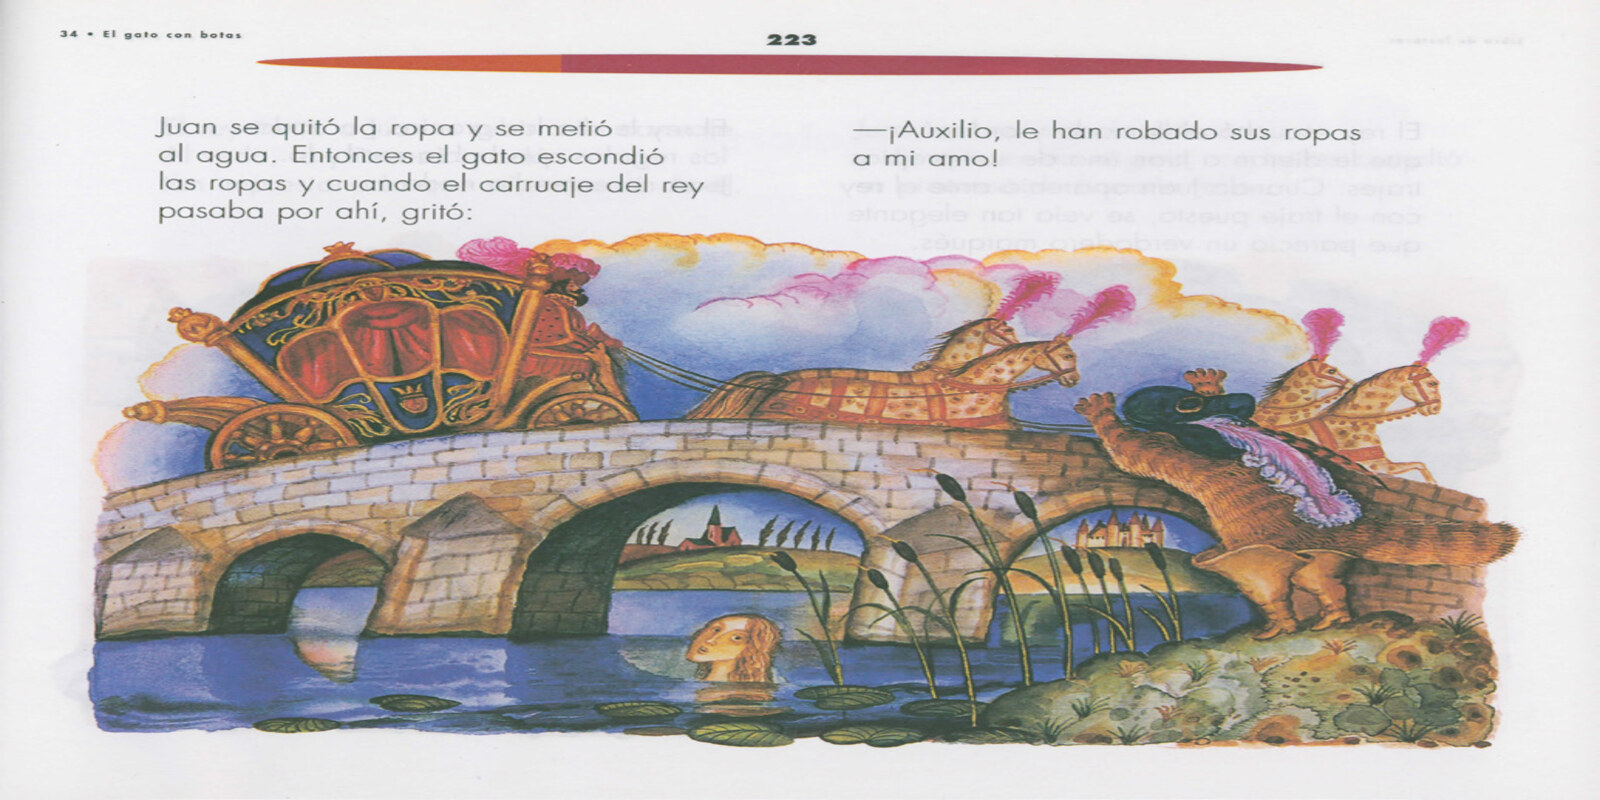 34 • El gato con botas
223
Juan se quitó la ropa y se metió
al agua. Entonces el gato escondió
las ropas y cuando el carruaje del rey
pasaba por ahí, gritó:
—¡Auxilio, le han robado sus ropas
a mi amo!